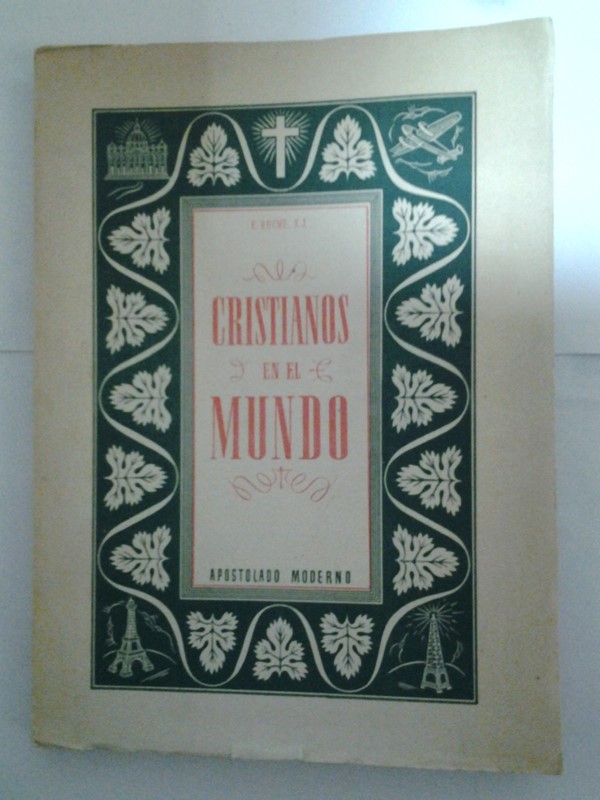 CRISTIANOS
EN EL
MUNDO
APOSTOLADO MODERNO